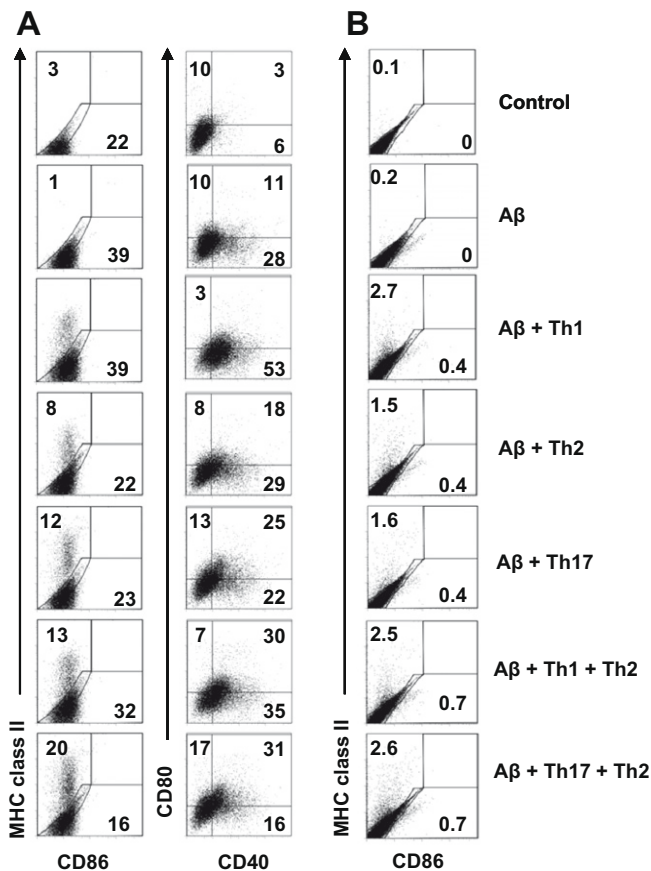 A B
3 10 3 0.1 Control
22 6 0
1 10 11 0.2 Aβ
39 28 0
3 2.7 Aβ + Th1
39 53 0.4
8 8 18 1.5 Aβ + Th2
22 29 0.4
12 13 25 1.6 Aβ + Th17
23 22 0.4
13 7 30 2.5 Aβ + Th1 + Th2
32 35 0.7
20 17 31 2.6 Aβ + Th17 + Th2
16 16 0.7
MHC class II
CD80
MHC class II
CD86 CD40 CD86